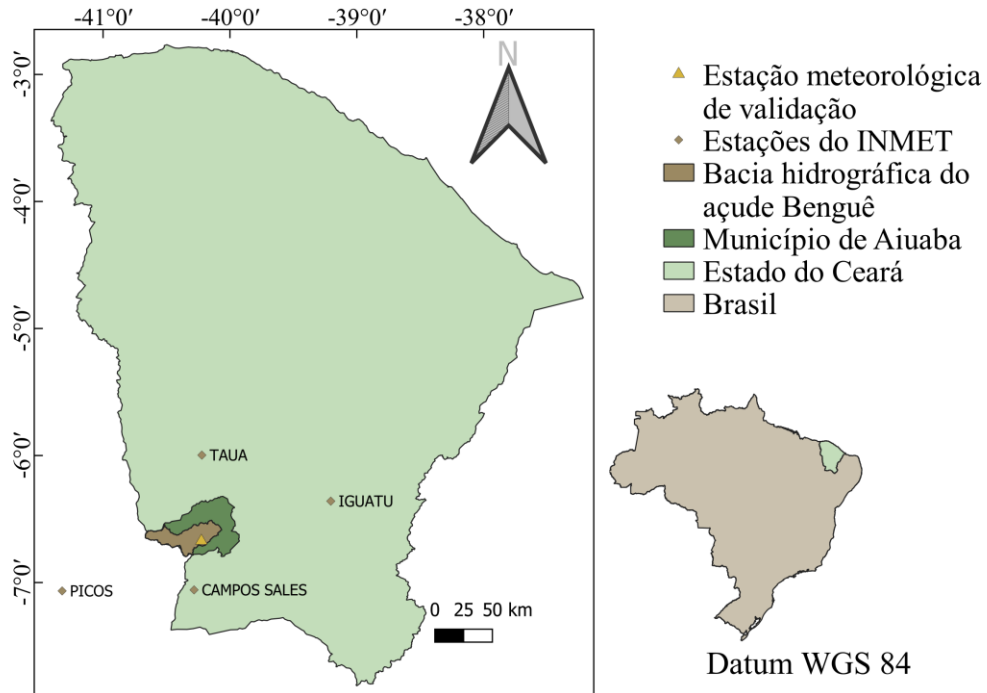 -41°0' -40°0' -39°0' -38°0'
-3°0'
-4°0'
-5°0'
-6°0'
-7°0'
N
TAUA
IGUATU
PICOS
CAMPOS SALES
0 25 50 km
Estação meteorológica
de validação
Estações do INMET
Bacia hidrográfica do
açude Benguê
Município de Aiuaba
Estado do Ceará
Brasil
Datum WGS 84